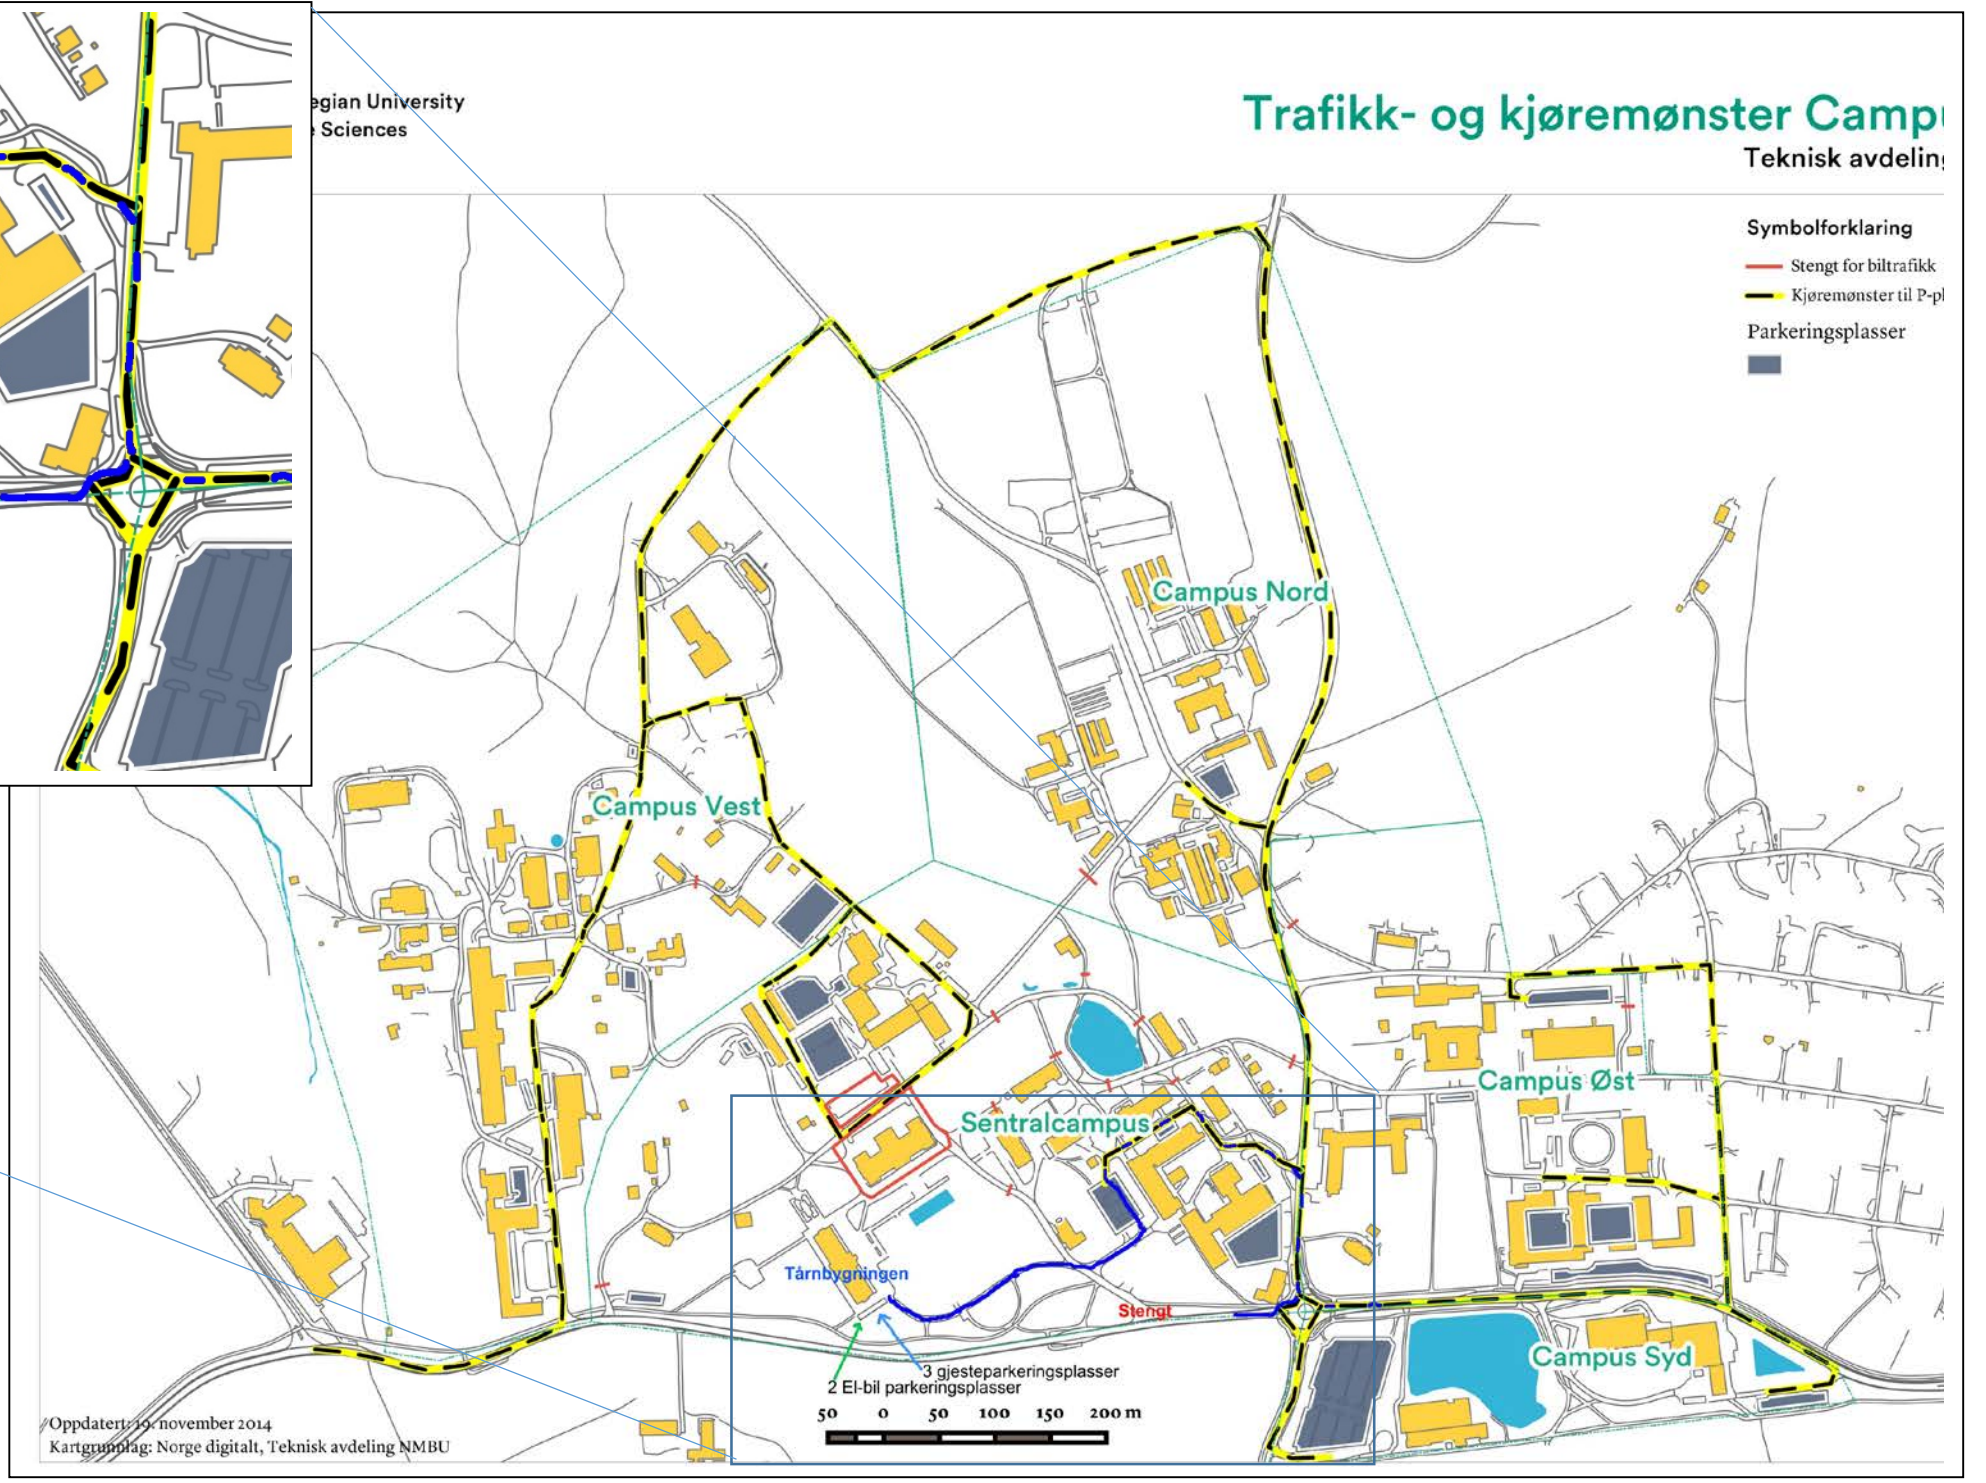 egian University
Sciences
Trafikk- og kjøremønster Camp
Teknisk avdeling
Symbolforklaring
Stengt for biltrafikk
Kjøremønster til P-pl
Parkeringsplasser
Campus Nord
Campus Vest
Campus Øst
Sentralcampus
Tårnbygningen
Stengt
Campus Syd
3 gjesteparkeringsplasser
2 El-bil parkeringsplasser
50 0 50 100 150 200 m
Oppdatert: 19. november 2014
Kartgrunnlag: Norge digitalt, Teknisk avdeling NMBU